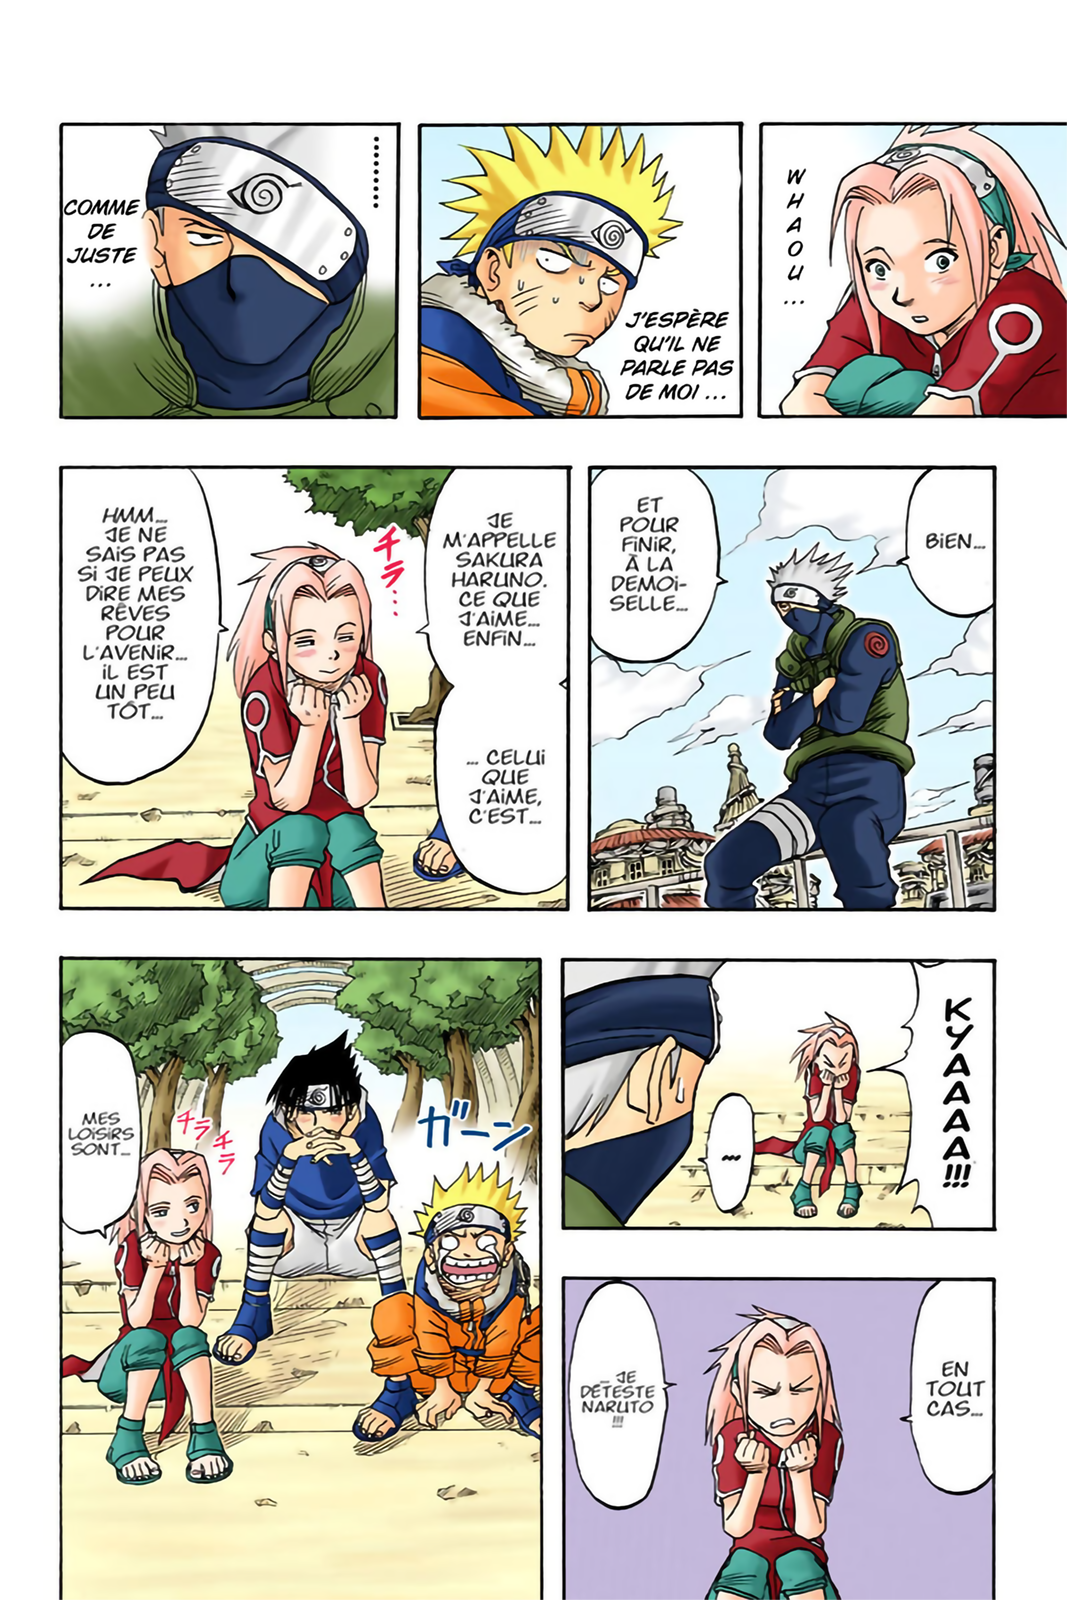 WHAOU...
J'ESPÈRE
QU'IL NE
PARLE PAS
DE MOI ...
.........
COMME
DE
JUSTE
...
BIEN...
ET
POUR
FINIR,
À LA
DEMOI-
SELLE...
JE
M'APPELLE
SAKURA
HARUNO.
CE QUE
J'AIME...
ENFIN...
... CELUI
QUE
J'AIME,
C'EST...
チラ...
HMM...
JE NE
SAIS PAS
SI JE PEUX
DIRE MES
RÊVES
POUR
L'AVENIR...
IL EST
UN PEU
TÔT...
KYAAAA!!!
...
EN
TOUT
CAS...
... JE
DÉTESTE
NARUTO
!!!
ガーン
チラ
チラ
MES
LOISIRS
SONT...